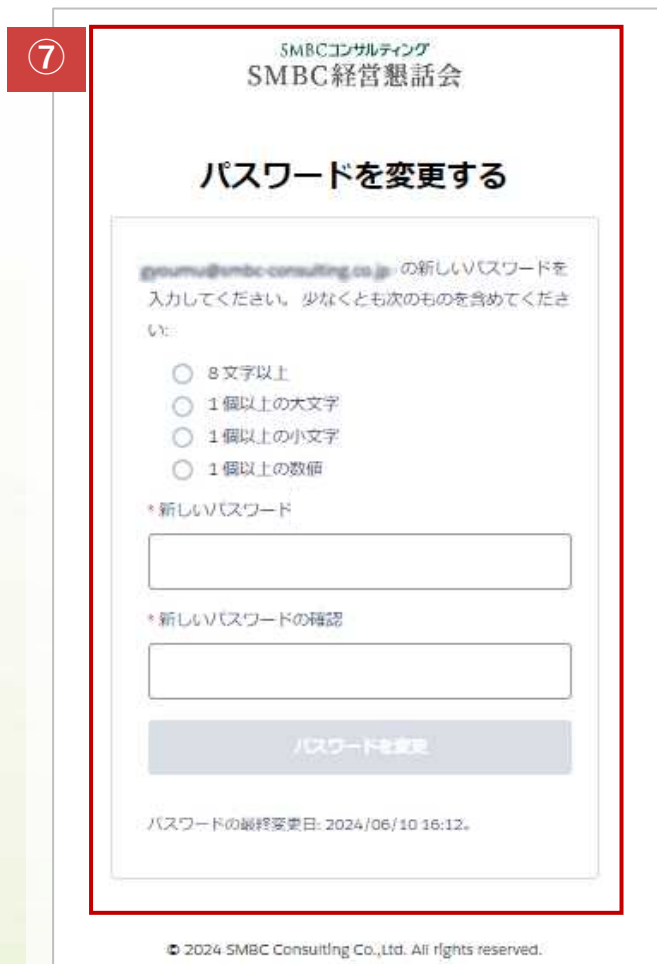 ⑦
SMBCコンサルティング
SMBC経営懇話会
パスワードを変更する
の新しいパスワードを
入力してください。 少なくとも次のものを含めてくださ
い:
8 文字以上
1 個以上の大文字
1 個以上の小文字
1 個以上の数値
* 新しいパスワード
* 新しいパスワードの確認
パスワードを変更
パスワードの最終変更日: 2024/06/10 16:12。
© 2024 SMBC Consulting Co.,Ltd. All rights reserved.